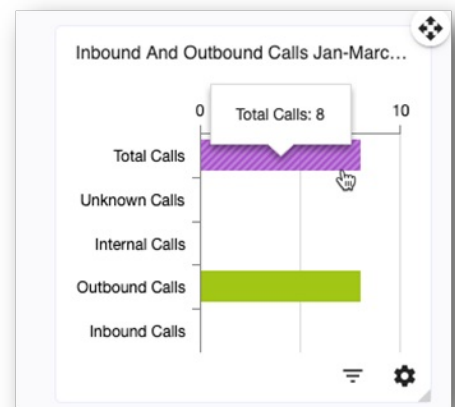 Inbound And Outbound Calls Jan-Marc...
0
Total Calls: 8
10
Total Calls
Unknown Calls
Internal Calls
Outbound Calls
Inbound Calls